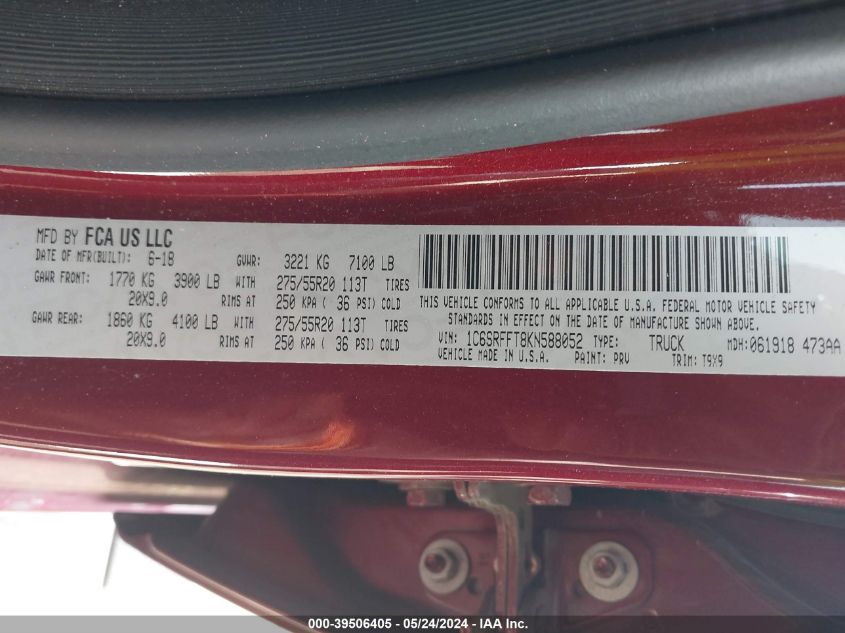 MFD BY FCA US LLC
DATE OF MFR(BUILT): 6-18 GVWR: 3221 KG 7100 LB
GAWR FRONT: 1770 KG 3900 LB WITH 275/55R20 113T TIRES
20X9.0 RIMS AT 250 KPA ( 36 PSI) COLD
GAWR REAR: 1860 KG 4100 LB WITH 275/55R20 113T TIRES
20X9.0 RIMS AT 250 KPA ( 36 PSI) COLD
THIS VEHICLE CONFORMS TO ALL APPLICABLE U.S.A. FEDERAL MOTOR VEHICLE SAFETY
STANDARDS IN EFFECT ON THE DATE OF MANUFACTURE SHOWN ABOVE.
VIN: 1C6SRFFT8KN588052 TYPE: TRUCK MDH:061918 473AA
VEHICLE MADE IN U.S.A. PAINT: PRV TRIM: T9X9
000-39506405 - 05/24/2024 - IAA Inc.